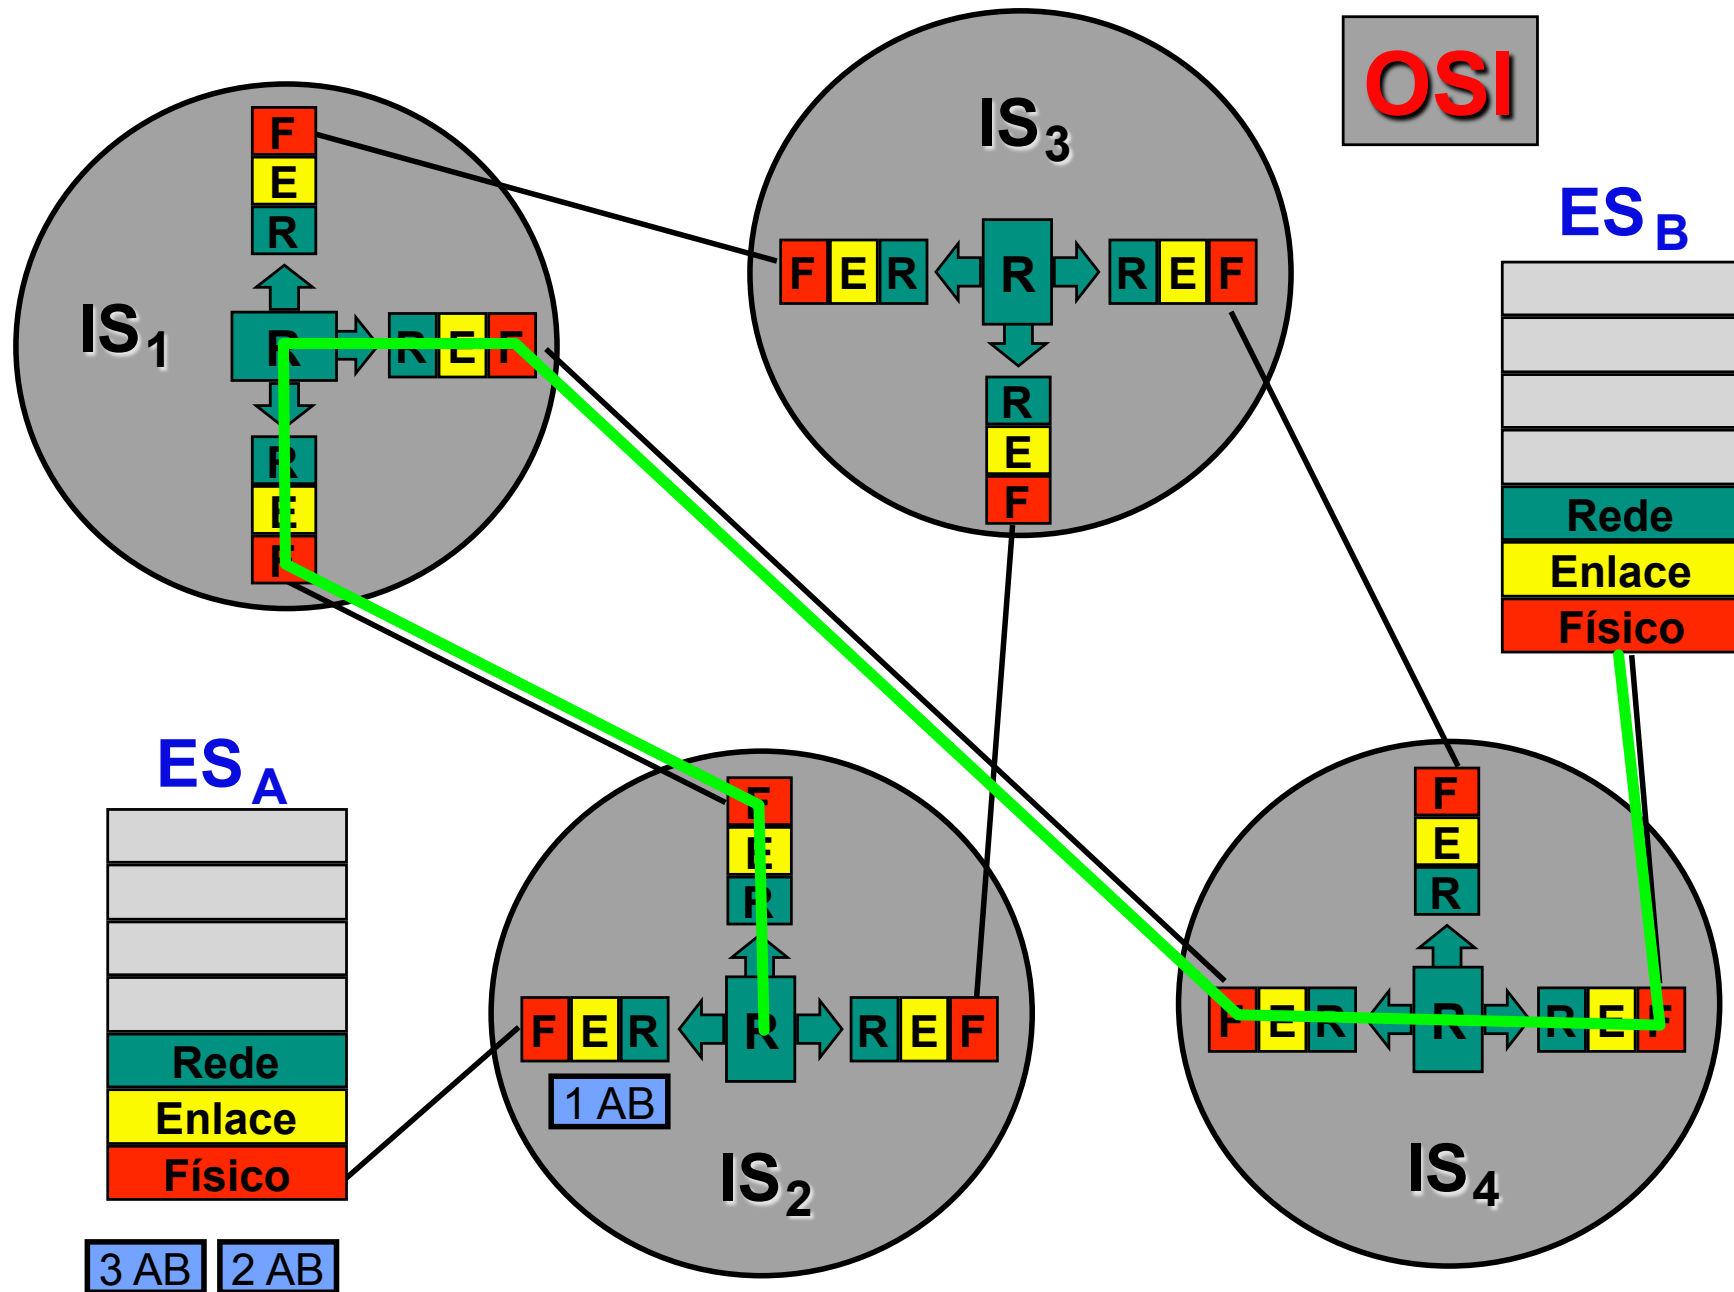 OSI
IS3
F
E
R
IS1
R
R E F
R
E
F
F E R
R
R E F
R
E
F
ES B
Rede
Enlace
Físico
ES A
Rede
Enlace
Físico
3 AB
2 AB
F
E
R
F E R
R
R E F
1 AB
IS2
F
E
R
F E R
R
R E F
IS4